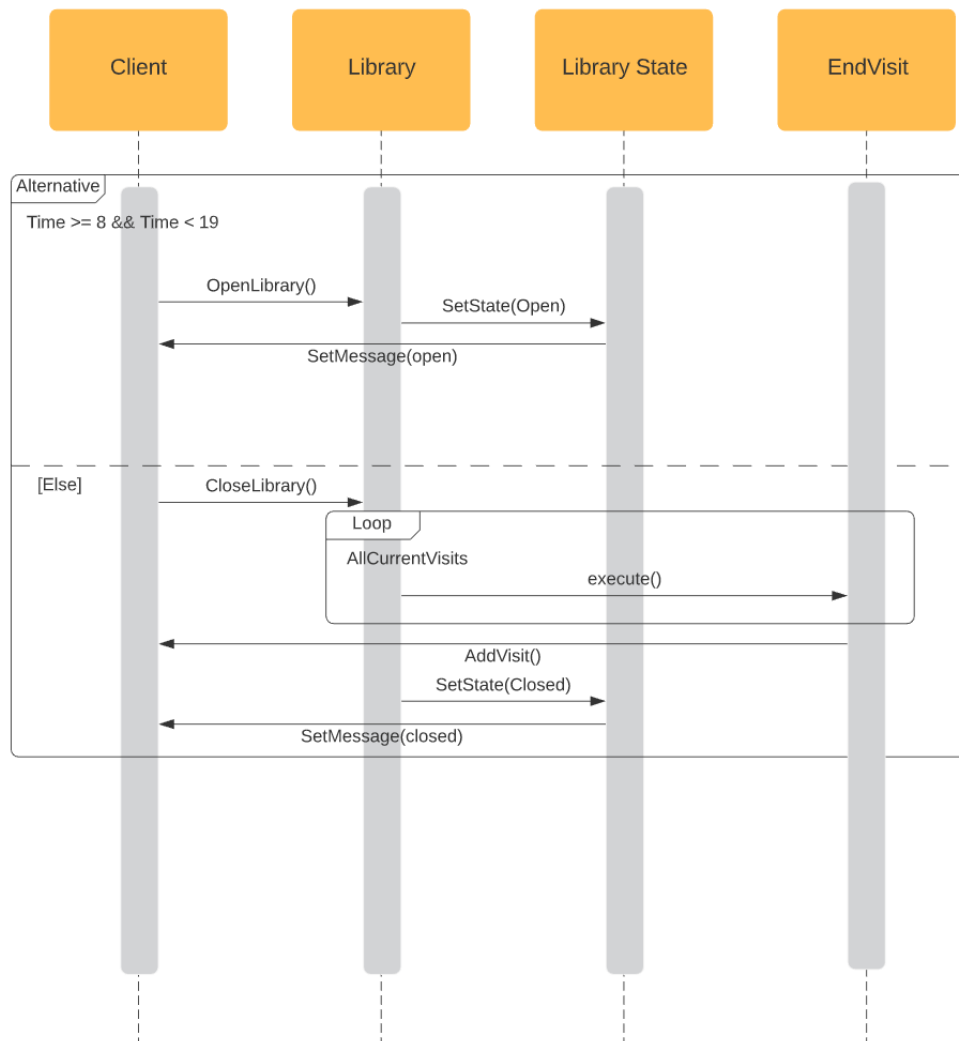 Client
Library
Library State
EndVisit
Alternative
Time >= 8 && Time < 19
OpenLibrary()
SetState(Open)
SetMessage(open)
[Else]
CloseLibrary()
Loop
AllCurrentVisits
execute()
AddVisit()
SetState(Closed)
SetMessage(closed)